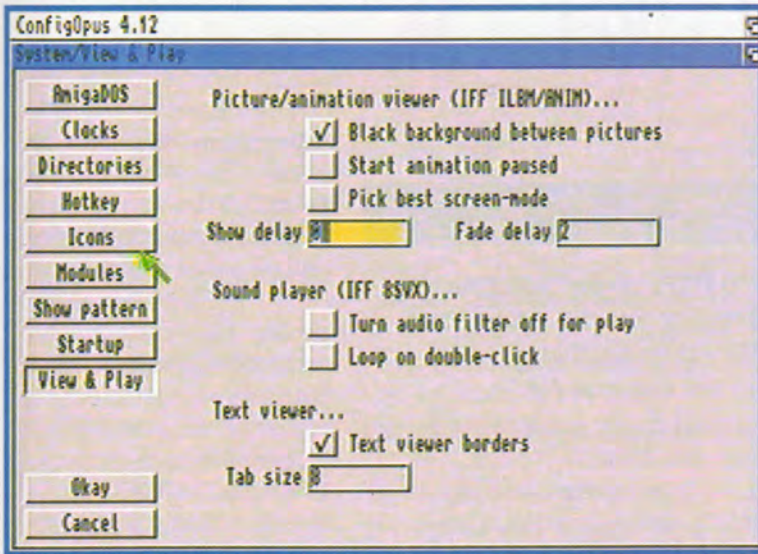 ConfigOpus 4.12
System/View & Play
AmigaDOS
Clocks
Directories
Hotkey
Icons
Modules
Show pattern
Startup
View & Play
Okay
Cancel
Picture/animation viewer (IFF ILBM/ANIM)...
Black background between pictures
Start animation paused
Pick best screen-mode
Show delay 0 Fade delay 2
Sound player (IFF 8SVX)...
Turn audio filter off for play
Loop on double-click
Text viewer...
Text viewer borders
Tab size 8